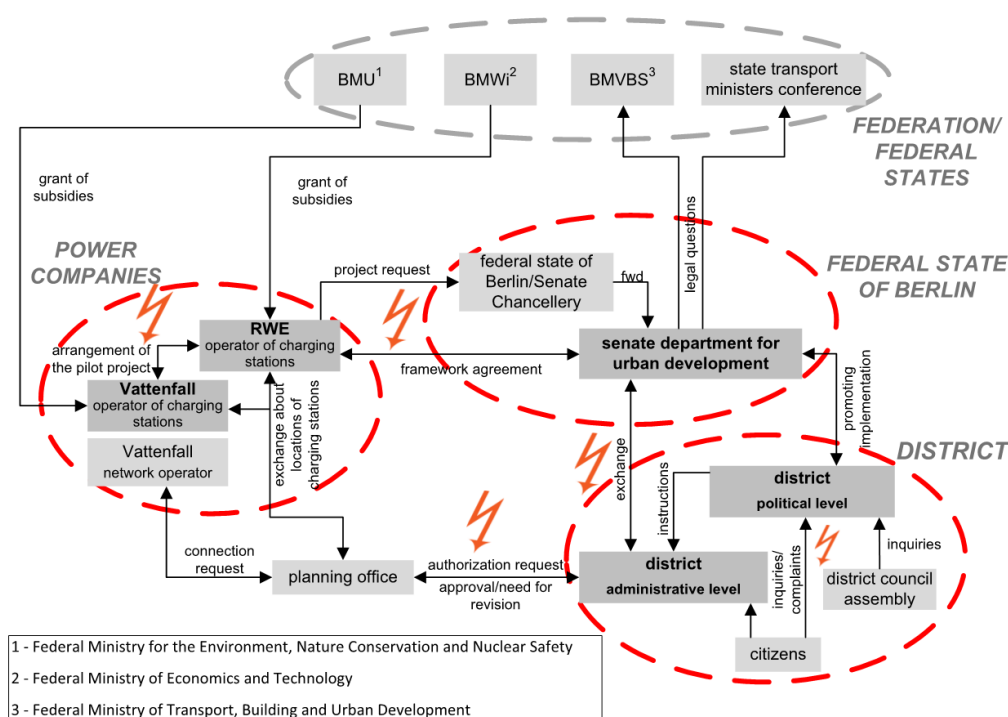 BMU1
BMWi2
BMVBS3
state transport
ministers conference
FEDERATION/
FEDERAL
STATES
grant of
subsidies
grant of
subsidies
legal questions
POWER
COMPANIES
project request
federal state of
Berlin/Senate
Chancellery
fwd
FEDERAL STATE
OF BERLIN
RWE
operator of charging
stations
arrangement of
the pilot project
framework agreement
senate department for
urban development
Vattenfall
operator of charging
stations
exchange about
locations of
charging stations
promoting
implementation
Vattenfall
network operator
exchange
DISTRICT
district
political level
instructions
connection
request
planning office
authorization request
approval/need for
revision
district
administrative level
inquiries/
complaints
inquiries
district council
assembly
citizens
1 - Federal Ministry for the Environment, Nature Conservation and Nuclear Safety
2 - Federal Ministry of Economics and Technology
3 - Federal Ministry of Transport, Building and Urban Development